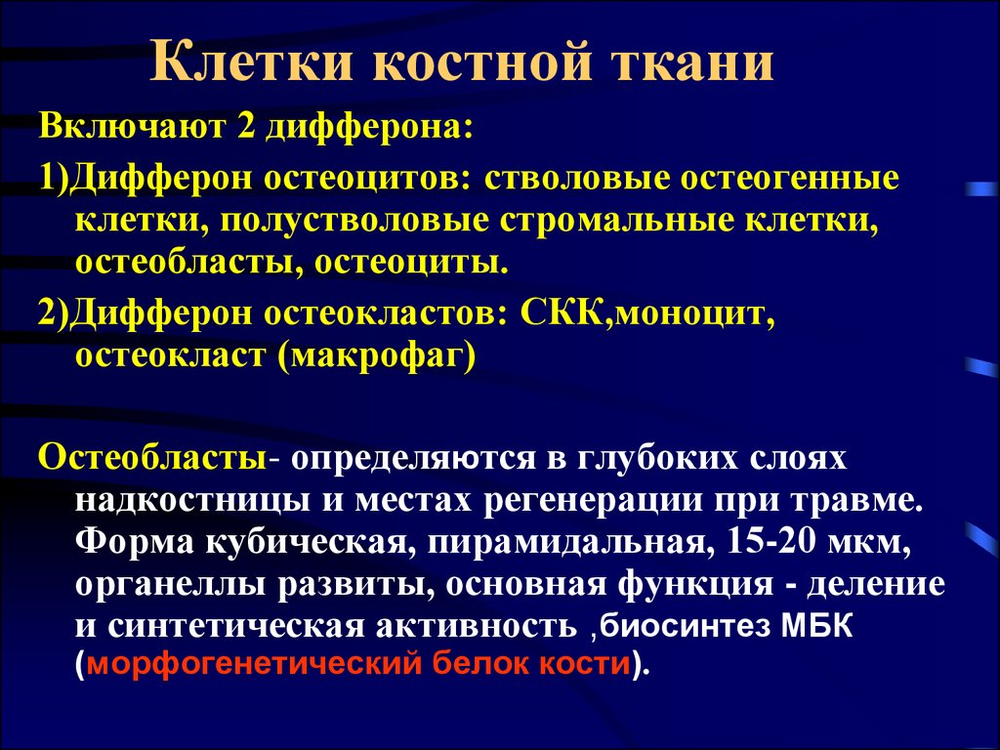 Клетки костной ткани
Включают 2 дифферона:
1)Дифферон остеоцитов: стволовые остеогенные
клетки, полустволовые стромальные клетки,
остеобласты, остеоциты.
2)Дифферон остеокластов: СКК,моноцит,
остеокласт (макрофаг)
Остеобласты- определяются в глубоких слоях
надкостницы и местах регенерации при травме.
Форма кубическая, пирамидальная, 15-20 мкм,
органеллы развиты, основная функция - деление
и синтетическая активность ,биосинтез МБК
(морфогенетический белок кости).